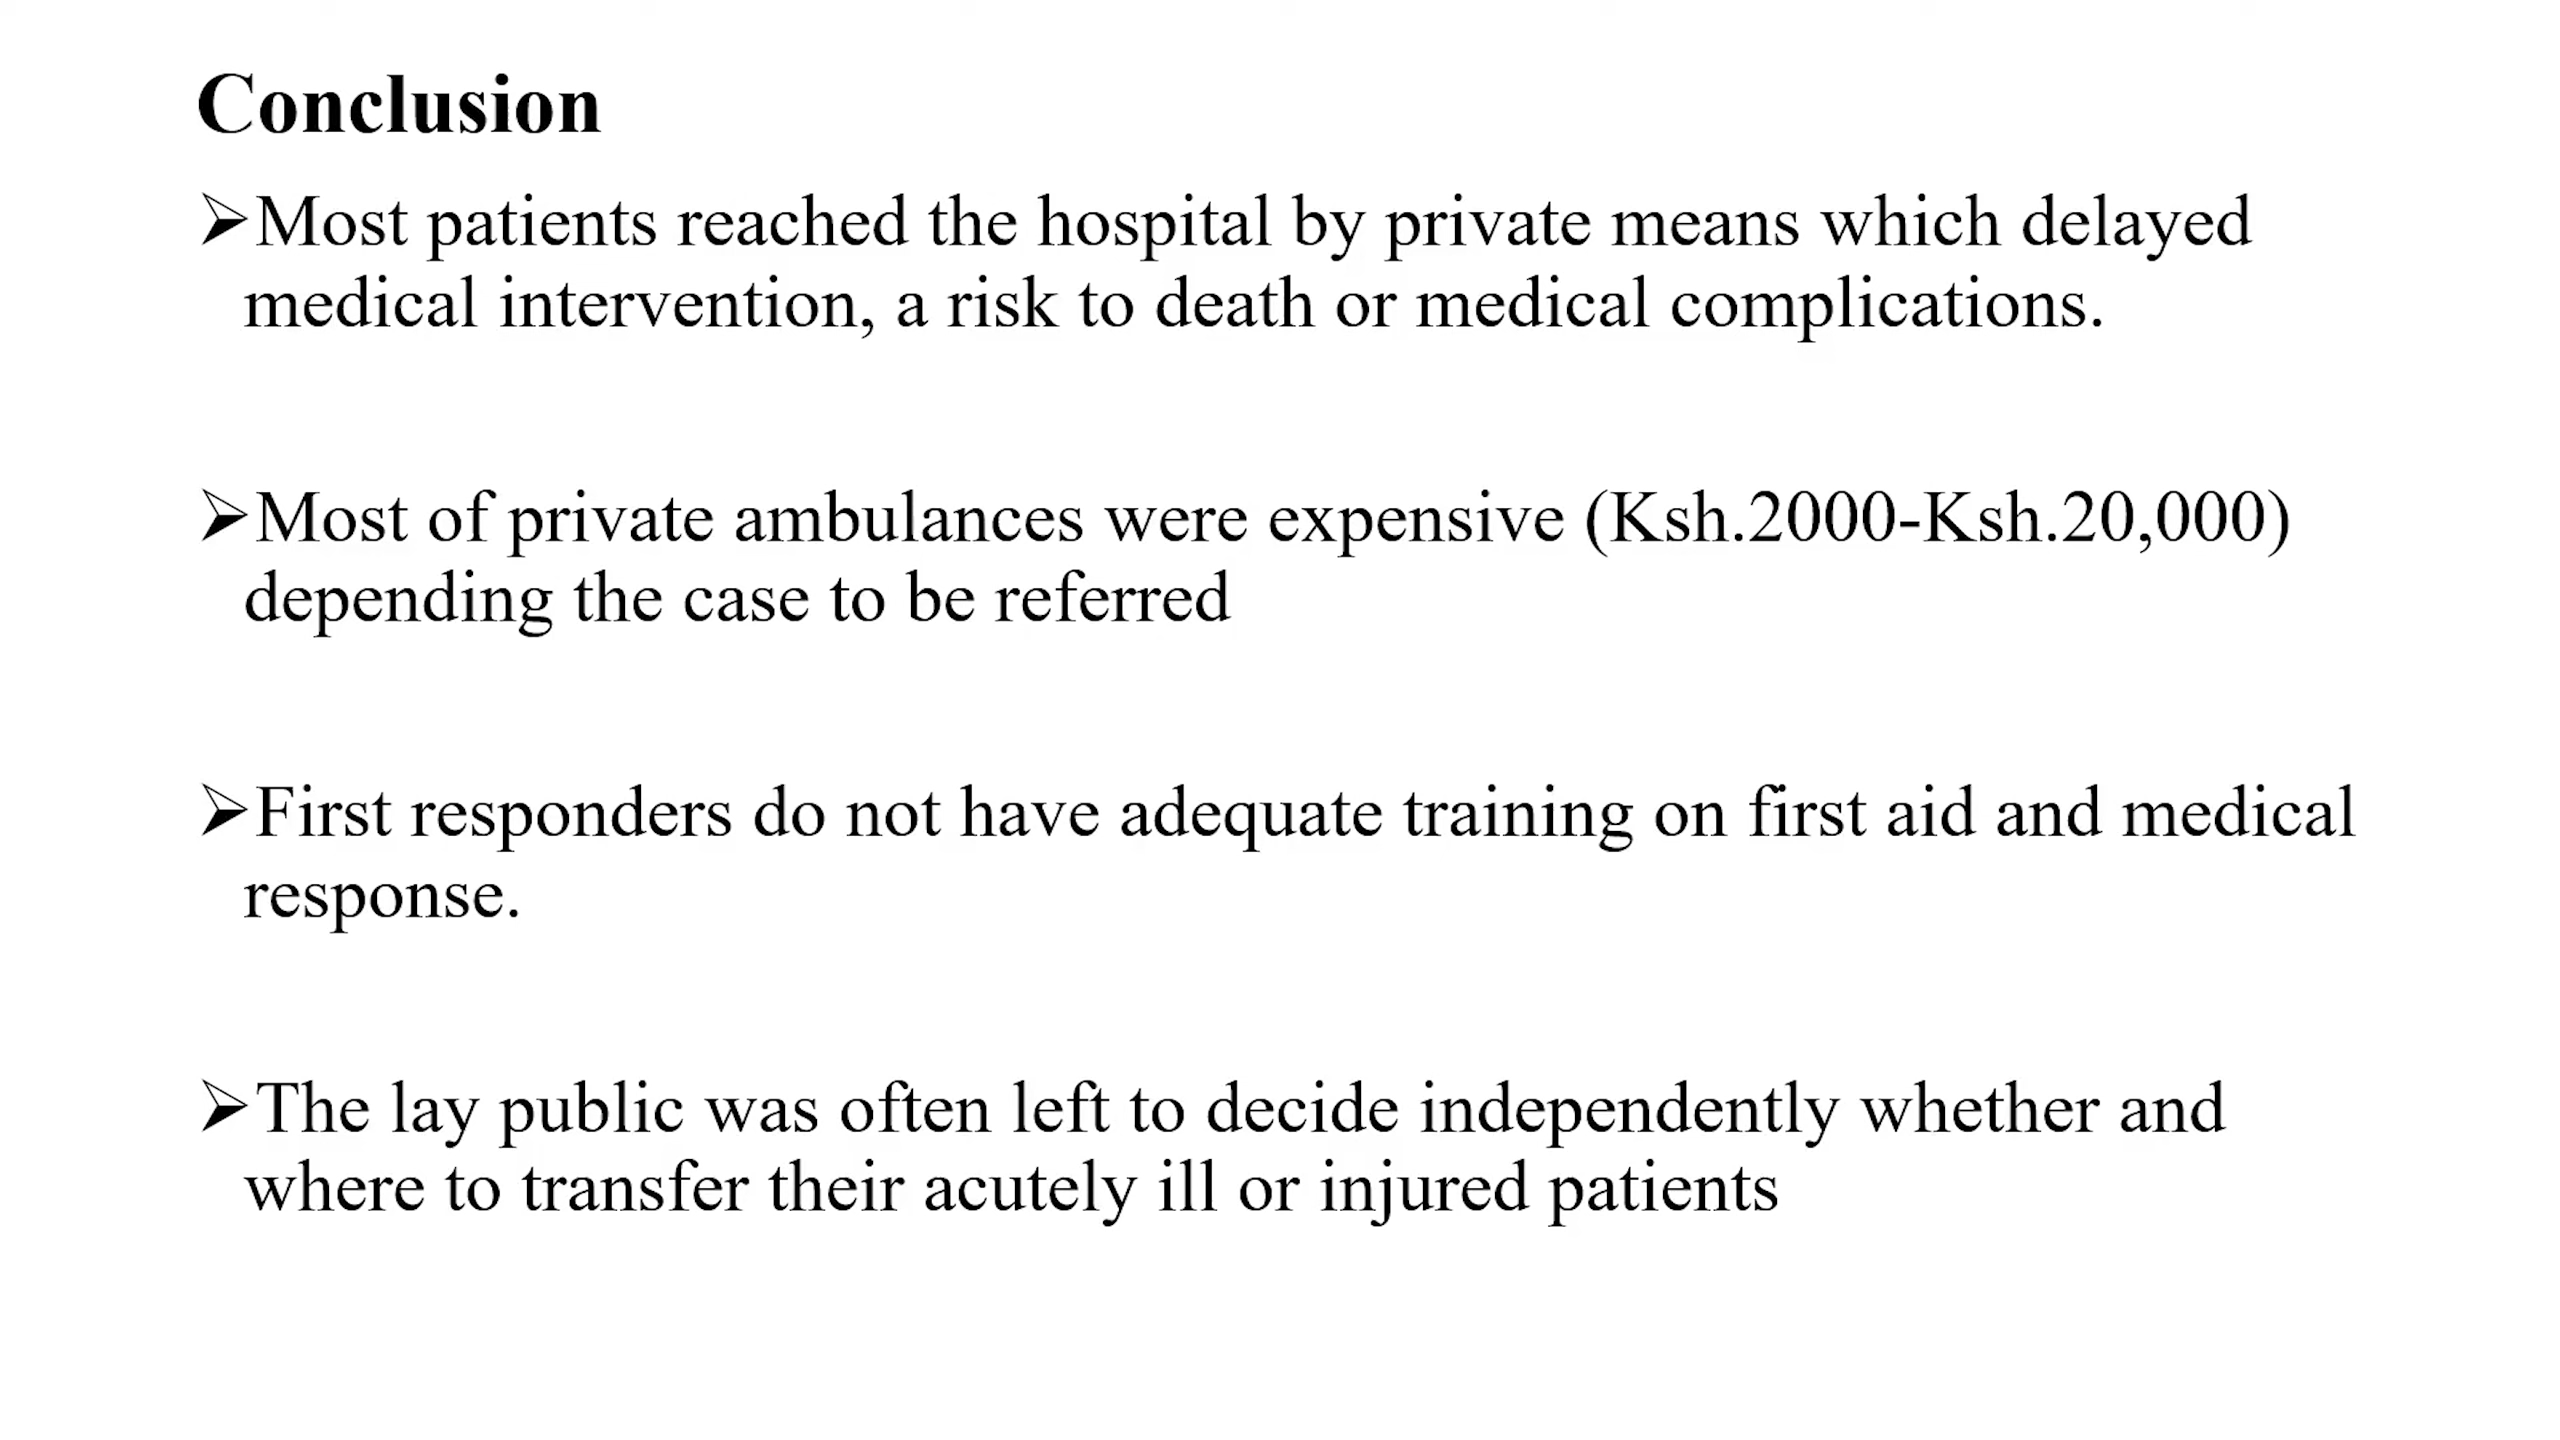 Conclusion
➢Most patients reached the hospital by private means which delayed
medical intervention, a risk to death or medical complications.
➢Most of private ambulances were expensive (Ksh.2000-Ksh.20,000)
depending the case to be referred
➢First responders do not have adequate training on first aid and medical
response.
➢The lay public was often left to decide independently whether and
where to transfer their acutely ill or injured patients